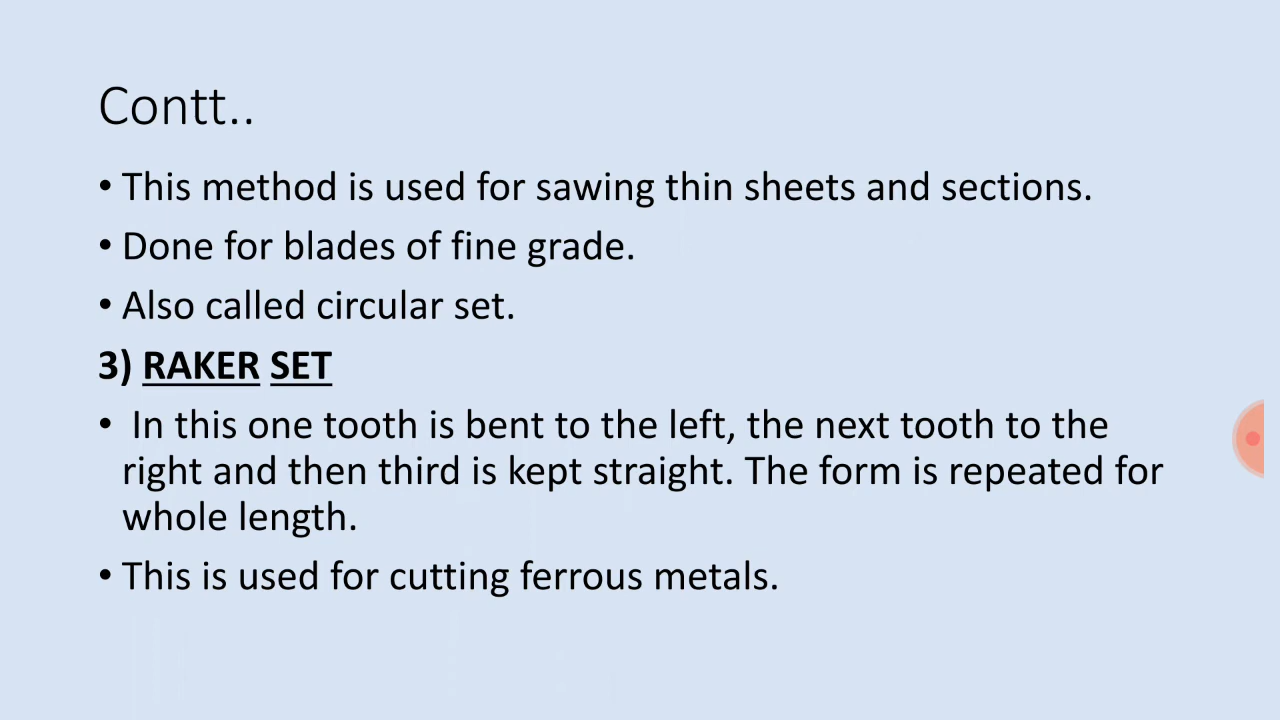 Contt..
• This method is used for sawing thin sheets and sections.
• Done for blades of fine grade.
• Also called circular set.
3) RAKER SET
• In this one tooth is bent to the left, the next tooth to the
right and then third is kept straight. The form is repeated for
whole length.
• This is used for cutting ferrous metals.